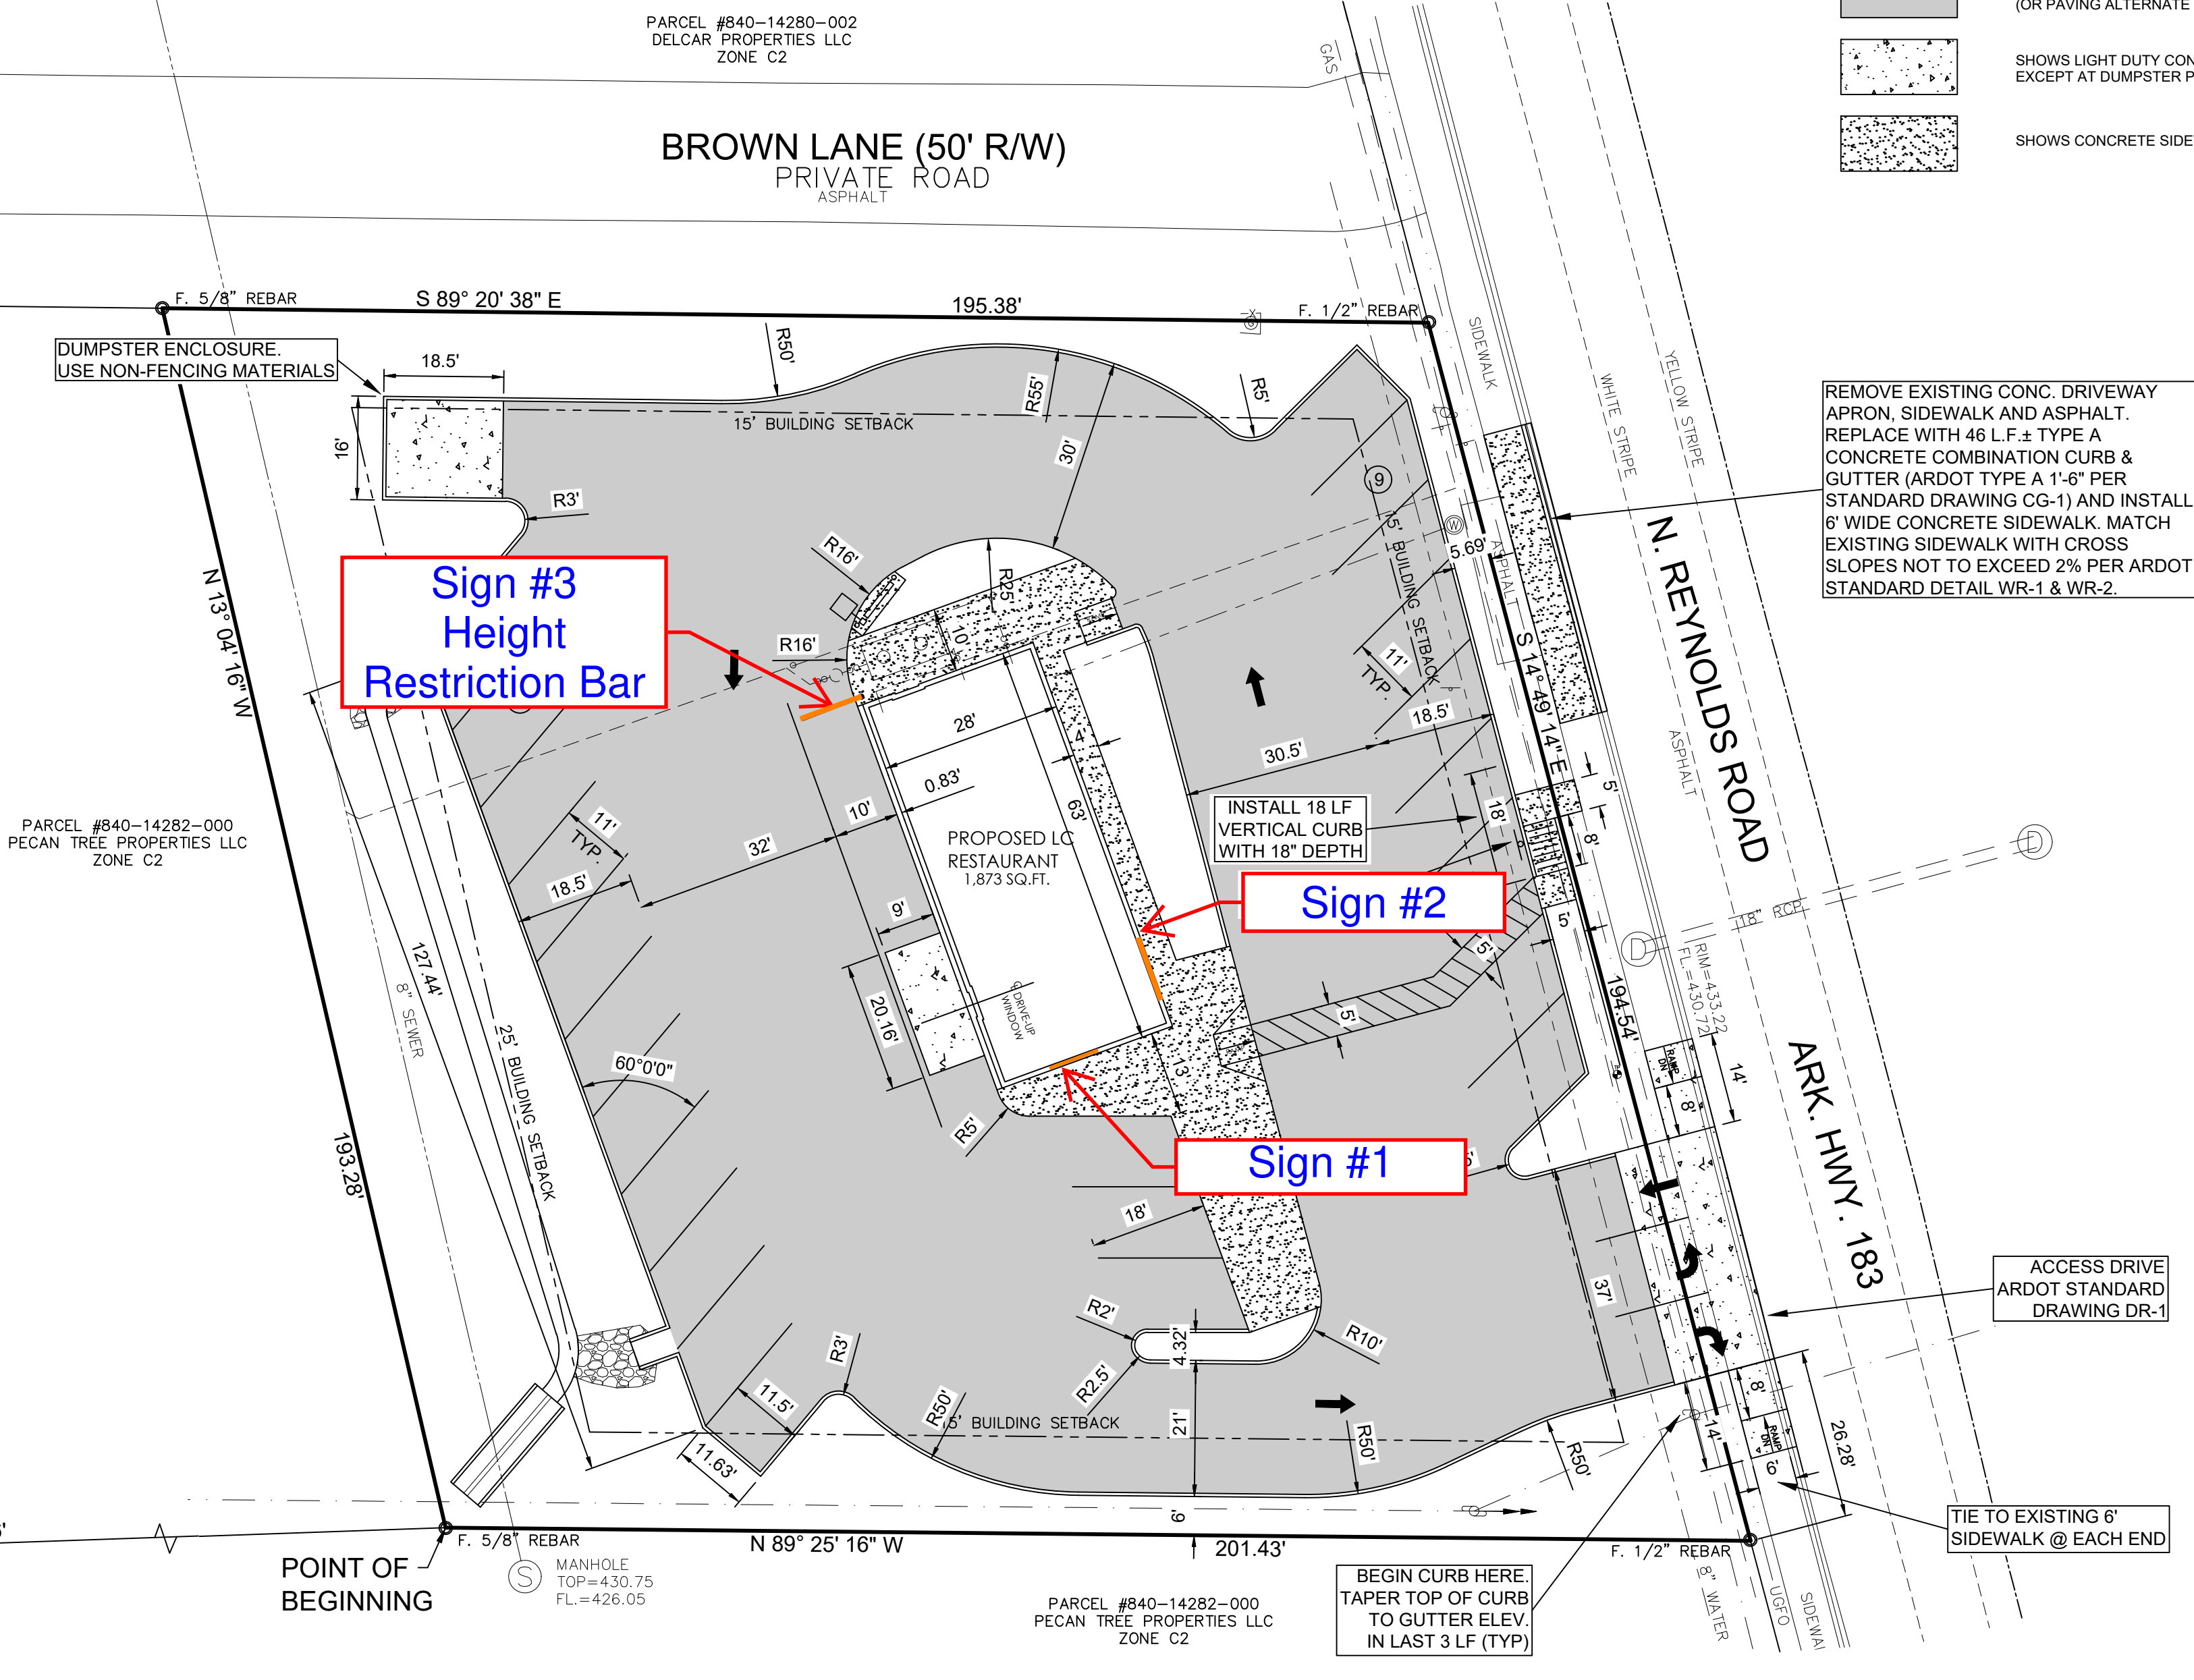 PARCEL #840-14280-002
DELCAR PROPERTIES LLC
ZONE C2
(OR PAVING ALTERNATE
SHOWS LIGHT DUTY CON
EXCEPT AT DUMPSTER P
SHOWS CONCRETE SIDE
GAS
BROWN LANE (50' R/W)
PRIVATE ROAD
ASPHALT
F. 5/8" REBAR
S 89° 20' 38" E
195.38'
F. 1/2" REBAR
DUMPSTER ENCLOSURE.
USE NON-FENCING MATERIALS
18.5'
16'
R3'
R50'
R55'
30'
R5'
15' BUILDING SETBACK
SIDEWALK
WHITE STRIPE
YELLOW STRIPE
REMOVE EXISTING CONC. DRIVEWAY
APRON, SIDEWALK AND ASPHALT.
REPLACE WITH 46 L.F.± TYPE A
CONCRETE COMBINATION CURB &
GUTTER (ARDOT TYPE A 1'-6" PER
STANDARD DRAWING CG-1) AND INSTALL
6' WIDE CONCRETE SIDEWALK. MATCH
EXISTING SIDEWALK WITH CROSS
SLOPES NOT TO EXCEED 2% PER ARDOT
STANDARD DETAIL WR-1 & WR-2.
9
W
15' BUILDING SETBACK
5.69'
ASPHALT
S 14° 49' 14" E
N. REYNOLDS ROAD
ASPHALT
N 13° 04' 16" W
Sign #3
Height
Restriction Bar
R16'
R16'
R25'
10'
11'
TYP.
18.5'
30.5'
28'
4'
0.83'
10'
63'
32'
11'
TYP.
18.5'
PARCEL #840-14282-000
PECAN TREE PROPERTIES LLC
ZONE C2
PROPOSED LC
RESTAURANT
1,873 SQ.FT.
INSTALL 18 LF
VERTICAL CURB
WITH 18" DEPTH
18'
5'
8'
5'
Sign #2
5'
5'
9'
20.16'
DRIVE-UP
WINDOW
127.44'
8" SEWER
25' BUILDING SETBACK
60°0'0"
193.28'
R5'
13'
Sign #1
18'
194.54'
D
D
18" RCP
RIM=433.22
FL.=430.72
RAMP
DN
14'
8'
ARK. HWY. 183
37'
ACCESS DRIVE
ARDOT STANDARD
DRAWING DR-1
R2'
4.32'
R10'
R2.5'
R3'
11.5'
11.63'
R50'
15' BUILDING SETBACK
21'
R50'
R50'
14'
8'
RAMP
DN
6'
26.28'
6'
TIE TO EXISTING 6'
SIDEWALK @ EACH END
F. 5/8" REBAR
N 89° 25' 16" W
201.43'
F. 1/2" REBAR
POINT OF
BEGINNING
S
MANHOLE
TOP=430.75
FL.=426.05
PARCEL #840-14282-000
PECAN TREE PROPERTIES LLC
ZONE C2
BEGIN CURB HERE.
TAPER TOP OF CURB
TO GUTTER ELEV.
IN LAST 3 LF (TYP)
8" WATER
UGFO
SIDEWAL